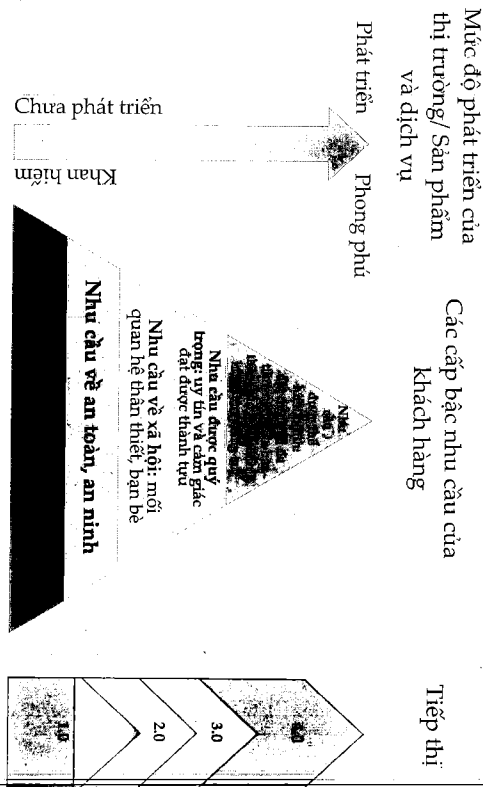 Mức độ phát triển của
thị trường/ Sản phẩm
và dịch vụ
Phát triển
Phong phú
Chưa phát triển
Khan hiếm
Các cấp bậc nhu cầu của
khách hàng
Nhu cầu được quý
trọng: uy tín và cảm giác
đạt được thành tựu
Nhu cầu về xã hội: mối
quan hệ thân thiết, bạn bè
Nhu cầu về an toàn, an ninh
Tiếp thị
3.0
2.0
1.0